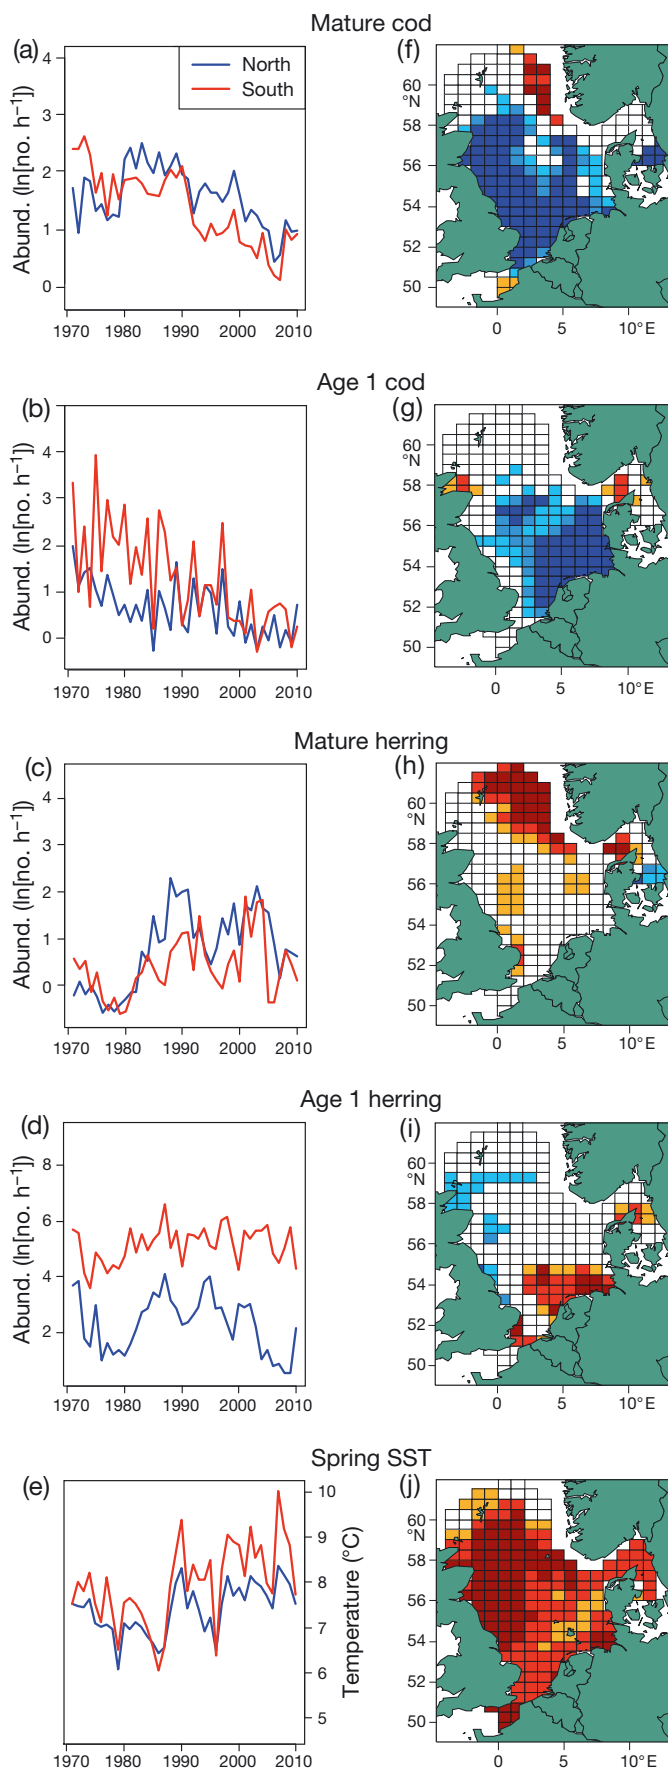 Mature cod
(a)
North
South
Abund. (ln[no. h⁻¹])
4
3
2
1
0
1970 1980 1990 2000 2010
(f)
60
°N
58
56
54
52
50
0 5 10°E
Age 1 cod
(b)
Abund. (ln[no. h⁻¹])
5
4
3
2
1
0
1970 1980 1990 2000 2010
(g)
60
°N
58
56
54
52
50
0 5 10°E
Mature herring
(c)
Abund. (ln[no. h⁻¹])
4
3
2
1
0
1970 1980 1990 2000 2010
(h)
60
°N
58
56
54
52
50
0 5 10°E
Age 1 herring
(d)
Abund. (ln[no. h⁻¹])
8
6
4
2
1970 1980 1990 2000 2010
(i)
60
°N
58
56
54
52
50
0 5 10°E
Spring SST
(e)
Temperature (°C)
10
9
8
7
6
5
1970 1980 1990 2000 2010
(j)
60
°N
58
56
54
52
50
0 5 10°E